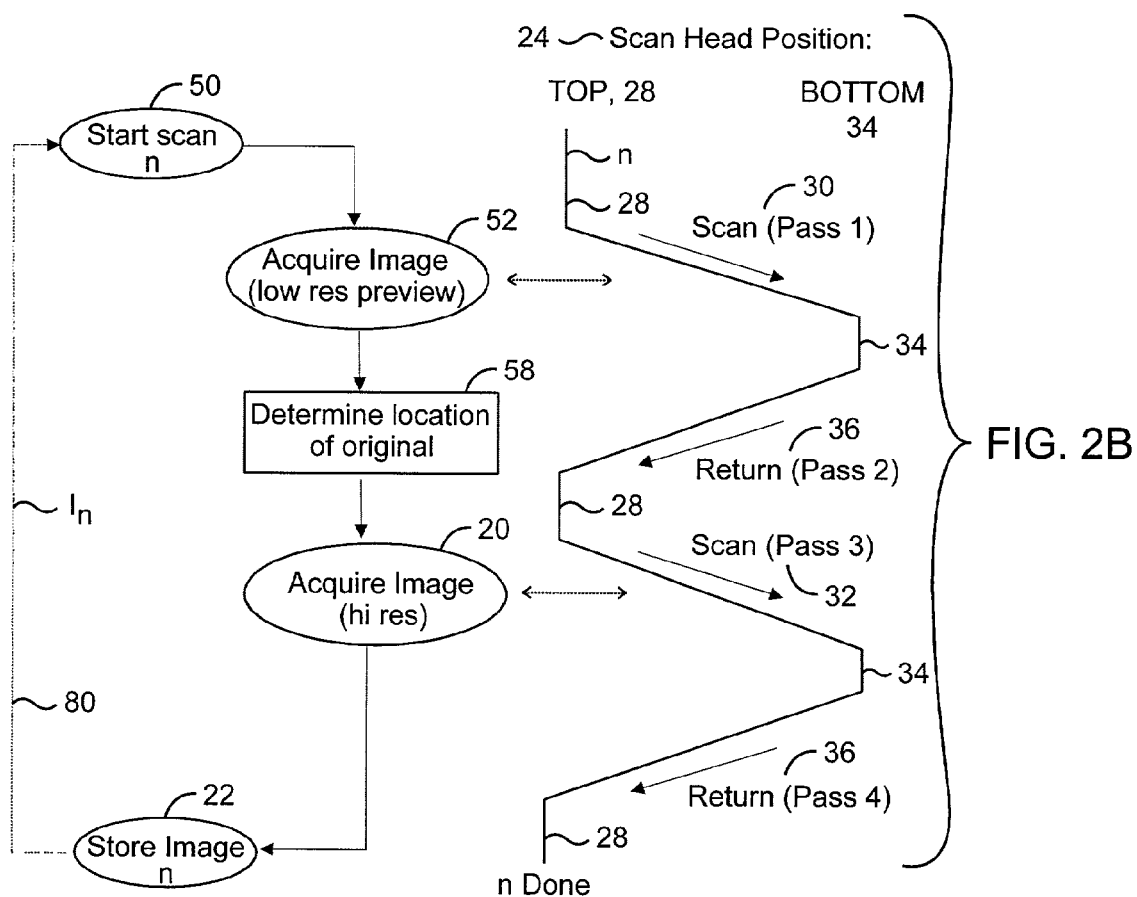 24 Scan Head Position:
TOP, 28
BOTTOM
34
50
Start scan
n
n
28
30
Scan (Pass 1)
52
Acquire Image
(low res preview)
34
58
Determine location
of original
36
Return (Pass 2)
28
FIG. 2B
In
20
Acquire Image
(hi res)
Scan (Pass 3)
32
34
80
36
Return (Pass 4)
22
Store Image
n
28
n Done